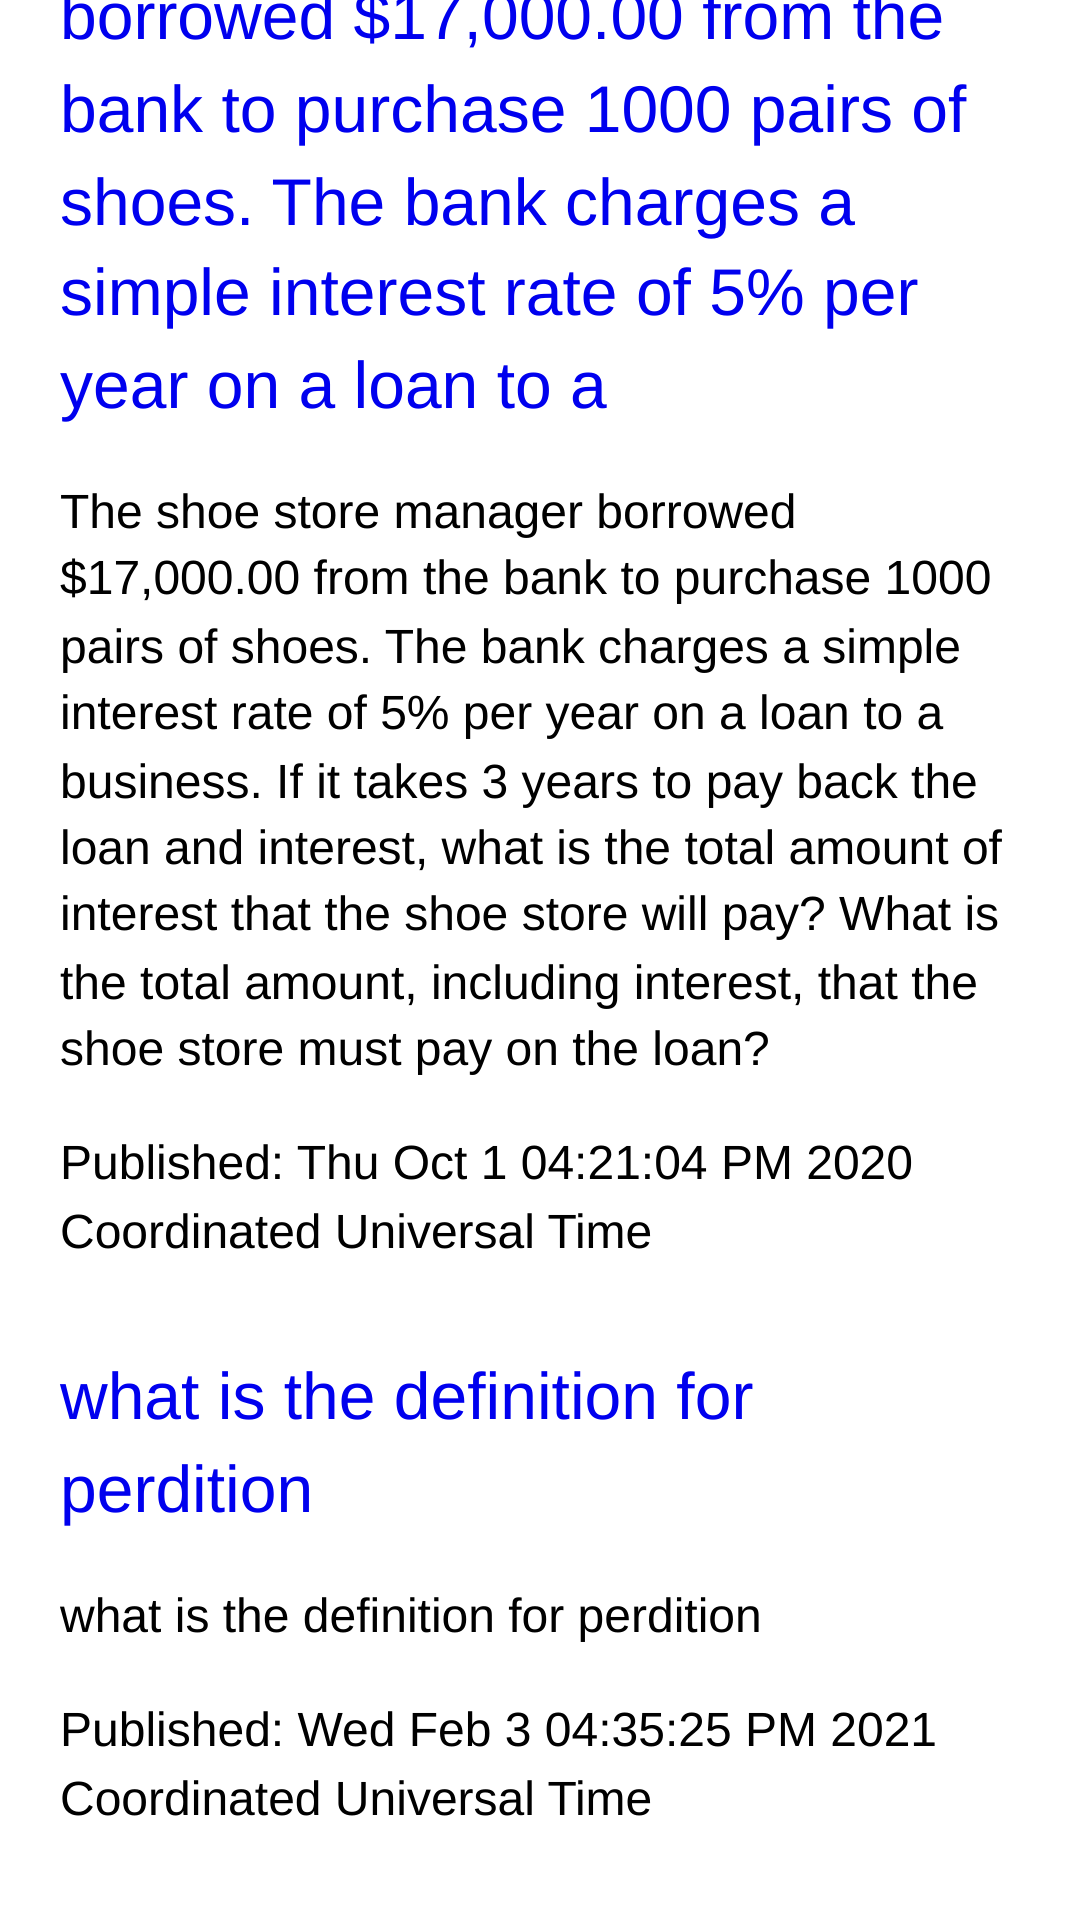 borrowed $17,000.00 from the
bank to purchase 1000 pairs of
shoes. The bank charges a
simple interest rate of 5% per
year on a loan to a
The shoe store manager borrowed
$17,000.00 from the bank to purchase 1000
pairs of shoes. The bank charges a simple
interest rate of 5% per year on a loan to a
business. If it takes 3 years to pay back the
loan and interest, what is the total amount of
interest that the shoe store will pay? What is
the total amount, including interest, that the
shoe store must pay on the loan?
Published: Thu Oct 1 04:21:04 PM 2020
Coordinated Universal Time
what is the definition for
perdition
what is the definition for perdition
Published: Wed Feb 3 04:35:25 PM 2021
Coordinated Universal Time